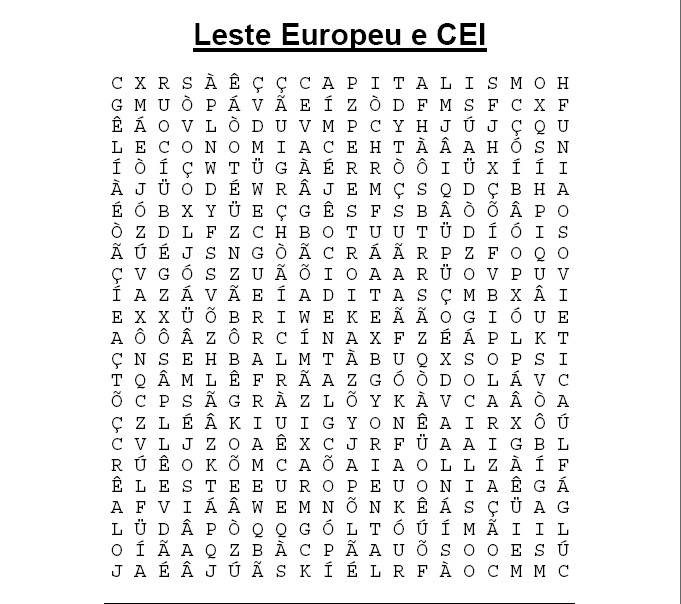 Leste Europeu e CEI
C X R S À Ê Ç Ç C A P I T A L I S M O H
G M U Ò P Á V Ã E Í Z Ò D F M S F C X F
Ê Á O V L Ò D U V M P C Y H J Ú J Ç Q U
L E C O N O M I A C E H T À Â A H Ó S N
Í Ò Í Ç W T Ü G À É R R Ò Ô I Ü X Í Í I
À J Ü O D É W R Â J E M Ç S Q D Ç B H A
É Ó B X Y Ü E Ç G Ê S F S B Â Ò Õ Â P O
Ò Z D L F Z C H B O T U U T Ü D Í Ó I S
Ã Ú É J S N G Ò Ã C R Á Ã R P Z F O Q O
Ç V G Ó S Z U Ã Õ I O A A R Ü O V P U V
Í A Z Á V Ã E Í A D I T A S Ç M B X Â I
E X X Ü Õ B R I W E K E Ã Ã O G I Ó U E
A Ô Ô Â Z Ô R C Í N A X F Z É Á P L K T
Ç N S E H B A L M T À B U Q X S O P S I
T Q Â M L Ê F R Ã A Z G Ó Ò D O L Á V C
Õ C P S Ã G R À Z L Õ Y K À V C A Â Ò A
Ç Z L É Â K I U I G Y O N Ê A I R X Ô Ú
C V L J Z O A Ê X C J R F Ü A A I G B L
R Ú Ê O K Õ M C A Õ A I A O L L Z À Í F
Ê L E S T E E U R O P E U O N I A Ê G Á
A F V I Á Â W E M N Õ N K Ê Á S Ç Ü A G
L Ü D Â P Ò Q Q G Ó L T Ó Ú Í M Ã I I L
O Í Ã A Q Z B À C P Ã A U Õ S O O E S Ú
J A É Â J Ú Ã S K Í É L R F À O C M M C